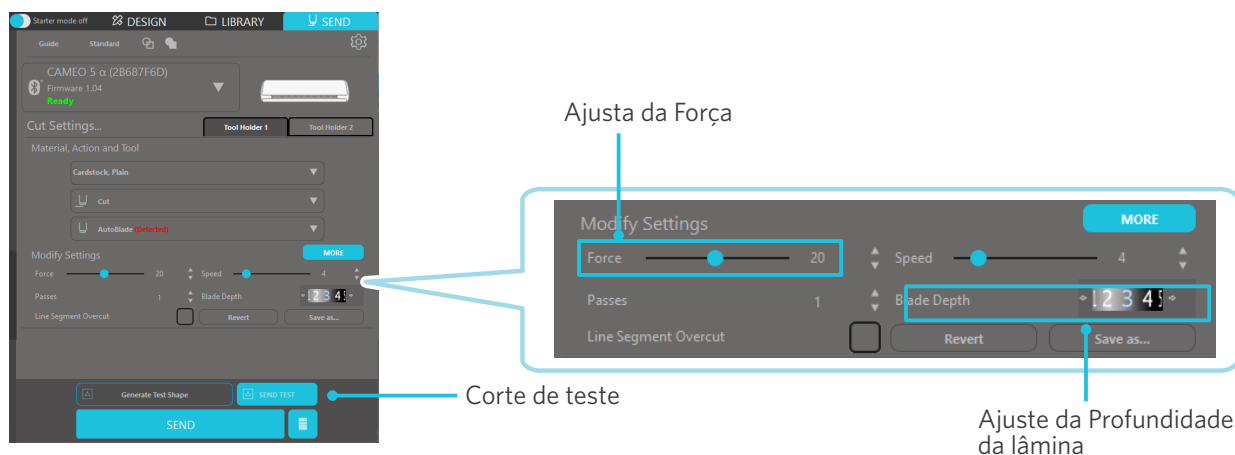 Starter mode off DESIGN LIBRARY SEND
Guide Standard
CAMEO 5 α (2B687F6D)
Firmware 1.04
Ready
Cut Settings... Tool Holder 1 Tool Holder 2
Material, Action and Tool
Cardstock, Plain
Cut
AutoBlade (Detected)
Modify Settings MORE
Force 20 Speed 4
Passes 1 Blade Depth 1 2 3 4 5
Line Segment Overcut Revert Save as...
Generate Test Shape SEND TEST
SEND
Ajusta da Força
Modify Settings MORE
Force 20 Speed 4
Passes 1 Blade Depth 1 2 3 4 5
Line Segment Overcut Revert Save as...
Corte de teste
Ajuste da Profundidade
da lâmina